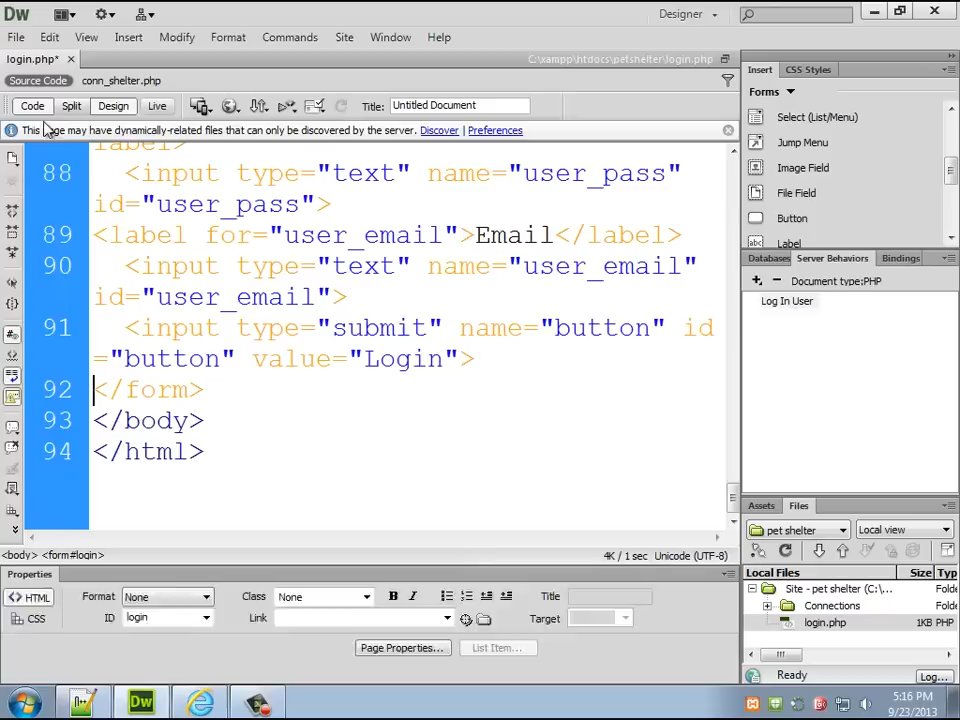 Dw
Designer
File Edit View Insert Modify Format Commands Site Window Help
login.php* × C:\xampp\htdocs\petshelter\login.php
Source Code conn_shelter.php
Code Split Design Live Title: Untitled Document
This page may have dynamically-related files that can only be discovered by the server. Discover | Preferences
label>
88 <input type="text" name="user_pass"
id="user_pass">
89 <label for="user_email">Email</label>
90 <input type="text" name="user_email"
id="user_email">
91 <input type="submit" name="button" id
="button" value="Login">
92 </form>
93 </body>
94 </html>
<body> <form#login> 4K / 1 sec Unicode (UTF-8)
Properties
<> HTML Format None Class None B I Title
CSS ID login Link Target
Page Properties... List Item...
Insert CSS Styles
Forms
Select (List/Menu)
Jump Menu
Image Field
File Field
Button
abc Label
Databases Server Behaviors Bindings
+ − Document type:PHP
Log In User
Assets Files
pet shelter Local view
Local Files Size Typ
Site - pet shelter (C:\... Folde
Connections Folde
login.php 1KB PHP
Ready Log...
Dw 5:16 PM
9/23/2013